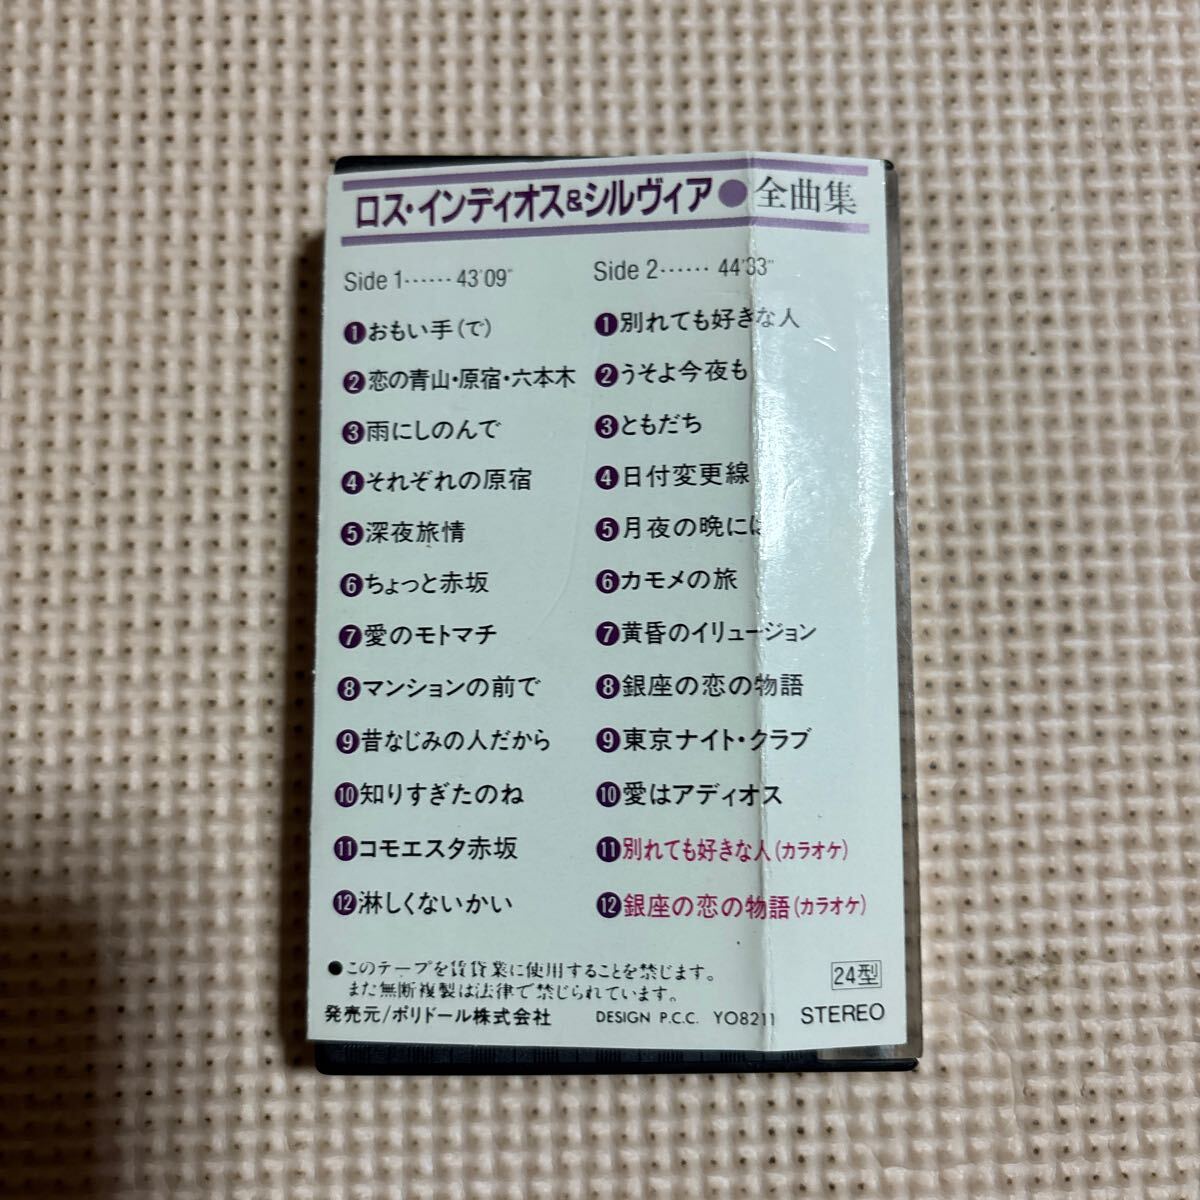 ロス・インディオス&シルヴィア●全曲集
Side 1…… 43'09"
❶おもい手(で)
❷恋の青山・原宿・六本木
❸雨にしのんで
❹それぞれの原宿
❺深夜旅情
❻ちょっと赤坂
❼愛のモトマチ
❽マンションの前で
❾昔なじみの人だから
❿知りすぎたのね
⓫コモエスタ赤坂
⓬淋しくないかい
Side 2…… 44'33"
❶別れても好きな人
❷うそよ今夜も
❸ともだち
❹日付変更線
❺月夜の晩には
❻カモメの旅
❼黄昏のイリュージョン
❽銀座の恋の物語
❾東京ナイト・クラブ
❿愛はアディオス
⓫別れても好きな人(カラオケ)
⓬銀座の恋の物語(カラオケ)
●このテープを賃貸業に使用することを禁じます。
また無断複製は法律で禁じられています。
24型
発売元/ポリドール株式会社 DESIGN P.C.C. YO8211 STEREO